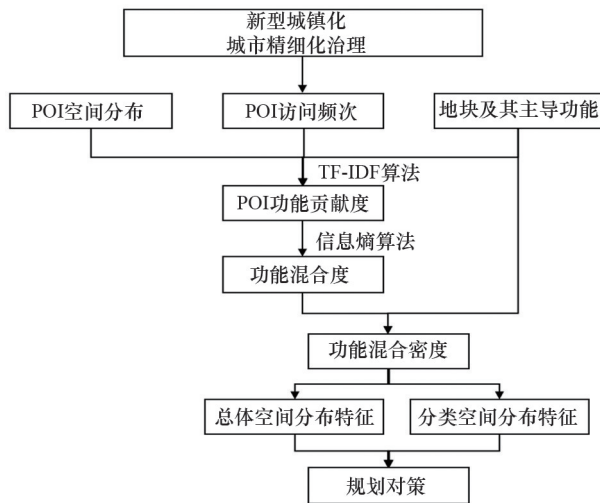 新型城镇化
城市精细化治理
POI空间分布
POI访问频次
地块及其主导功能
TF-IDF算法
POI功能贡献度
信息熵算法
功能混合度
功能混合密度
总体空间分布特征
分类空间分布特征
规划对策